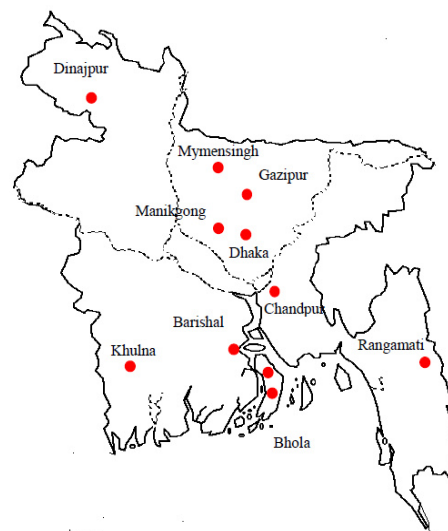 Dinajpur
Mymensingh
Gazipur
Manikgong
Dhaka
Chandpur
Barishal
Khulna
Rangamati
Bhola